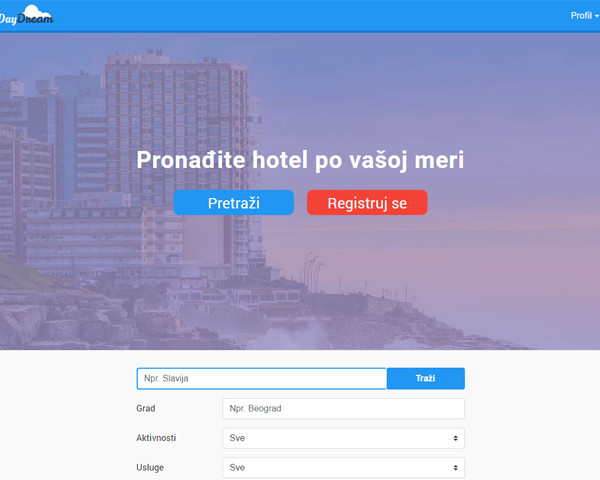 DayDream
Profil
Pronađite hotel po vašoj meri
Pretraži
Registruj se
Npr. Slavija
Traži
Grad
Npr. Beograd
Aktivnosti
Sve
Usluge
Sve